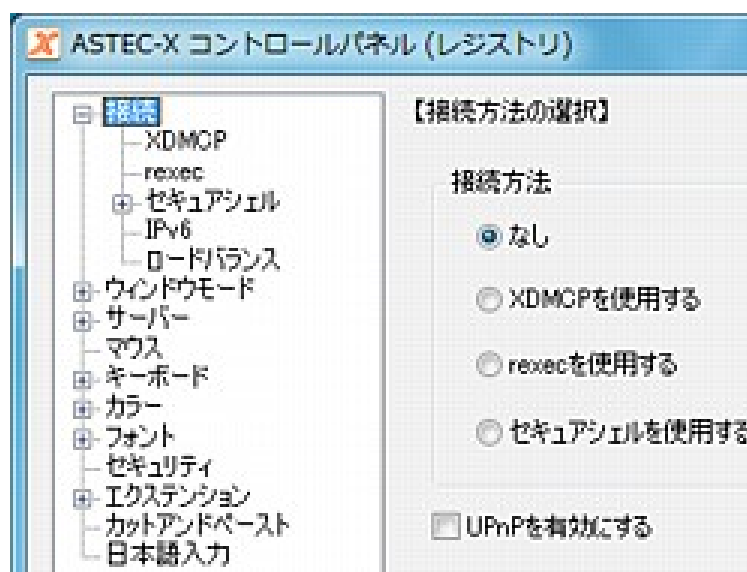 ASTEC-X コントロールパネル (レジストリ)
接続
XDMCP
rexec
セキュアシェル
IPv6
ロードバランス
ウィンドウモード
サーバー
マウス
キーボード
カラー
フォント
セキュリティ
エクステンション
カットアンドペースト
日本語入力
【接続方法の選択】
接続方法
なし
XDMCPを使用する
rexecを使用する
セキュアシェルを使用する
UPnPを有効にする